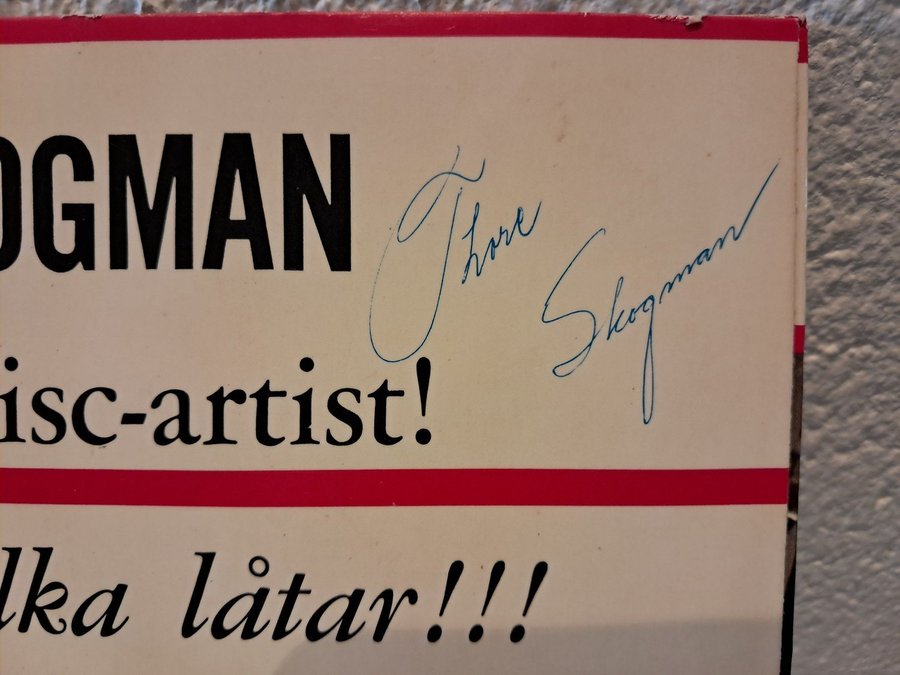 OGMAN
Thore Skogman
isc-artist!
lka låtar!!!